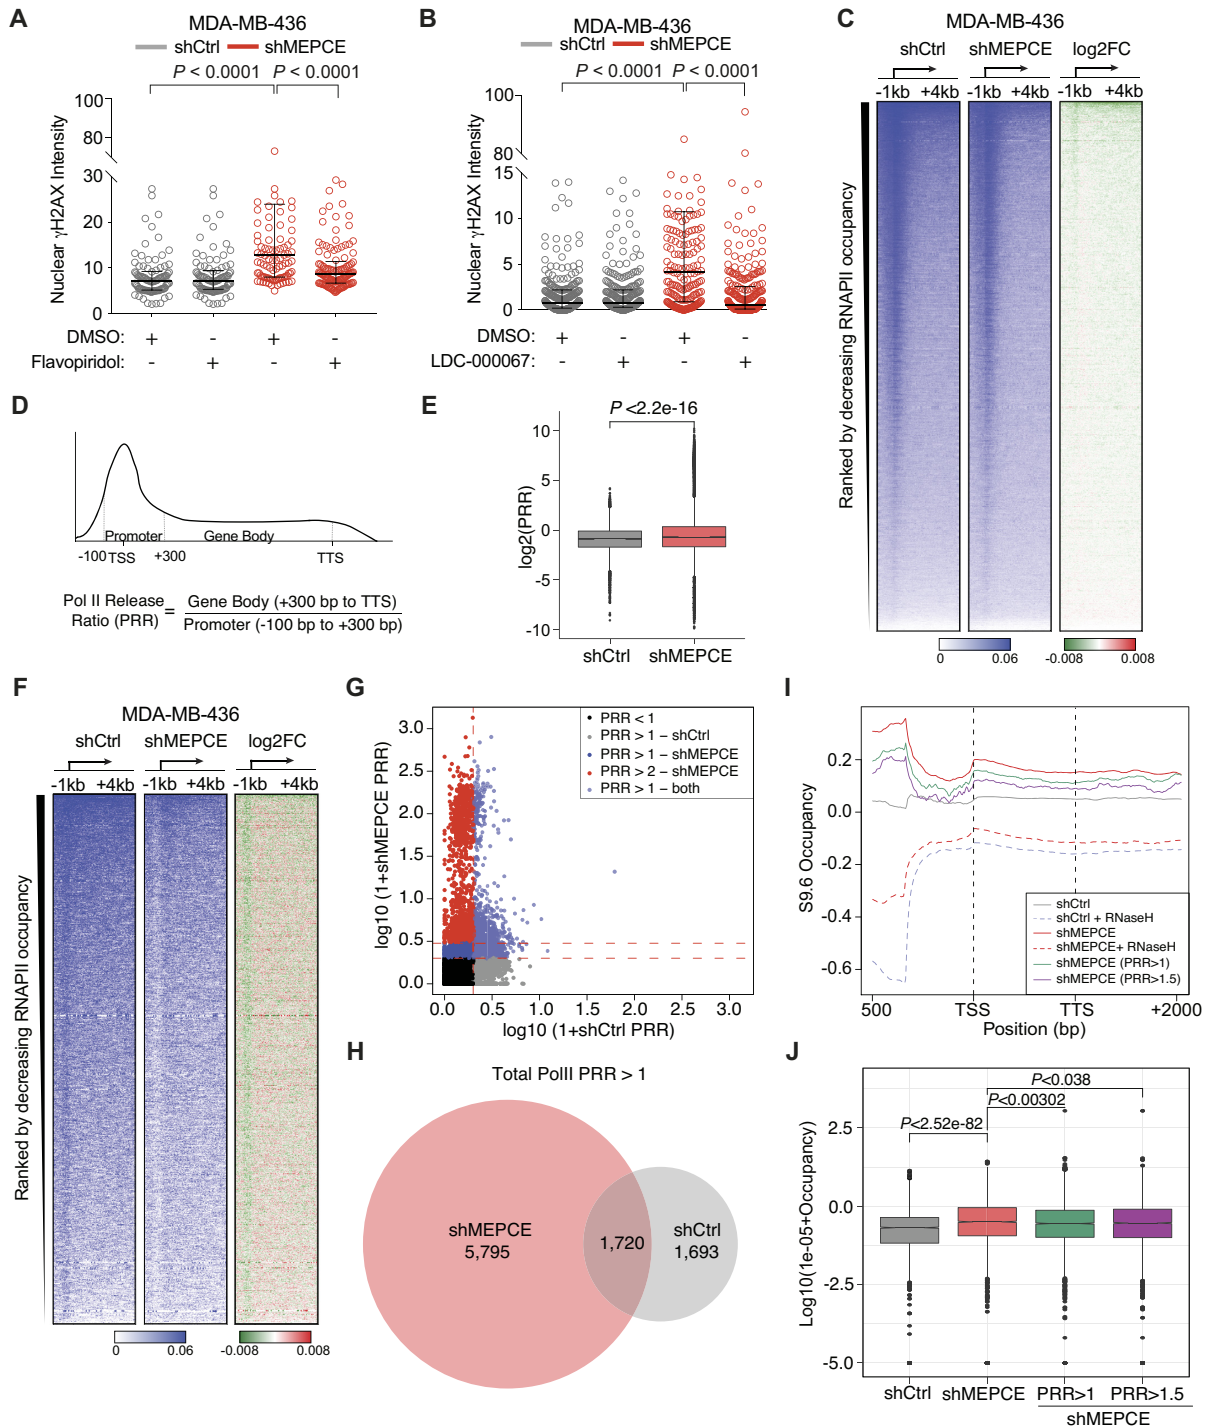 A
MDA-MB-436
shCtrl shMEPCE
P < 0.0001 P < 0.0001
Nuclear γH2AX Intensity
100
80
30
20
10
0
DMSO: + - + -
Flavopiridol: - + - +
B
MDA-MB-436
shCtrl shMEPCE
P < 0.0001 P < 0.0001
Nuclear γH2AX Intensity
100
80
15
10
5
0
DMSO: + - + -
LDC-000067: - + - +
C
MDA-MB-436
shCtrl shMEPCE log2FC
-1kb +4kb -1kb +4kb -1kb +4kb
Ranked by decreasing RNAPII occupancy
0 0.06 -0.008 0.008
D
Promoter Gene Body
-100 TSS +300 TTS
Pol II Release Ratio (PRR) = Gene Body (+300 bp to TTS)
Promoter (-100 bp to +300 bp)
E
P <2.2e-16
log2(PRR)
10
5
0
-5
-10
shCtrl shMEPCE
F
MDA-MB-436
shCtrl shMEPCE log2FC
-1kb +4kb -1kb +4kb -1kb +4kb
Ranked by decreasing RNAPII occupancy
0 0.06 -0.008 0.008
G
log10 (1+shMEPCE PRR)
3.0
2.5
2.0
1.5
1.0
0.5
0.0
PRR < 1
PRR > 1 – shCtrl
PRR > 1 – shMEPCE
PRR > 2 – shMEPCE
PRR > 1 – both
0.0 0.5 1.0 1.5 2.0 2.5 3.0
log10 (1+shCtrl PRR)
H
Total PolII PRR > 1
shMEPCE
5,795
1,720
shCtrl
1,693
I
S9.6 Occupancy
0.2
0.0
-0.2
-0.4
-0.6
shCtrl
shCtrl + RNaseH
shMEPCE
shMEPCE+ RNaseH
shMEPCE (PRR>1)
shMEPCE (PRR>1.5)
500 TSS TTS +2000
Position (bp)
J
P<0.038
P<0.00302
P<2.52e-82
Log10(1e-05+Occupancy)
2.5
0.0
-2.5
-5.0
shCtrl shMEPCE PRR>1 PRR>1.5
shMEPCE